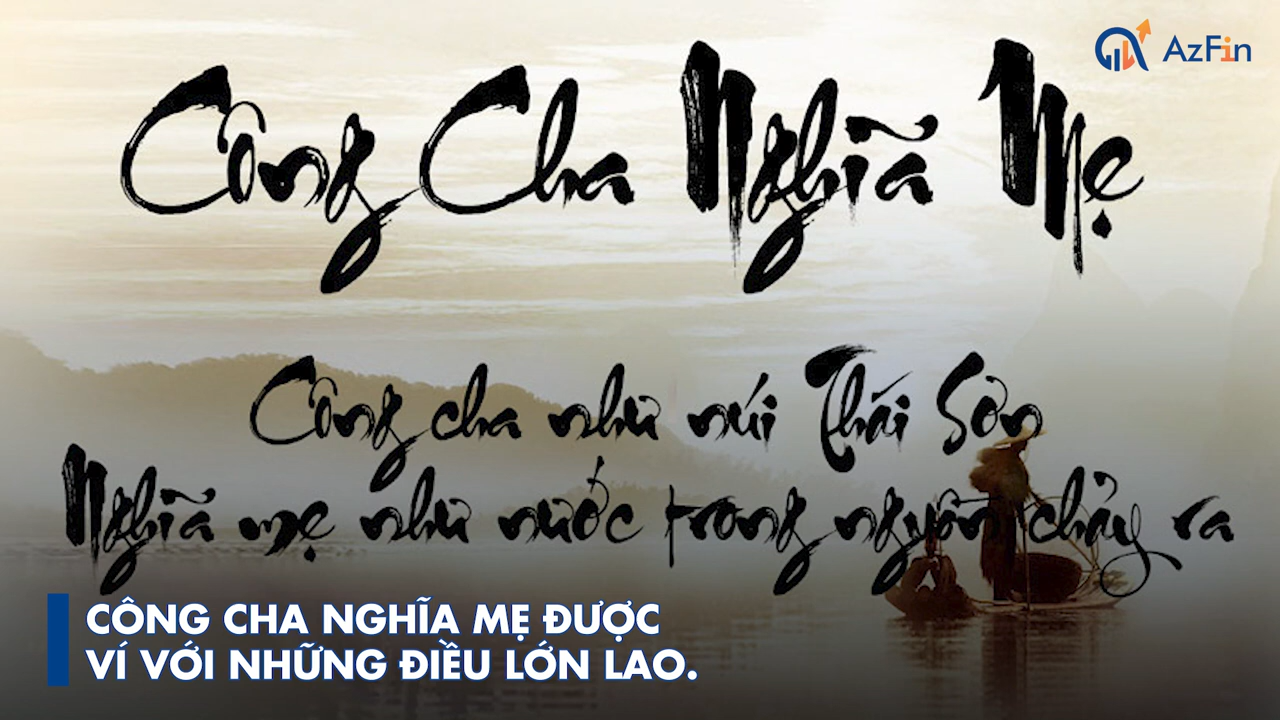 AzFin
Công Cha Nghĩa Mẹ
Công cha như núi Thái Sơn
Nghĩa mẹ như nước trong nguồn chảy ra
CÔNG CHA NGHĨA MẸ ĐƯỢC
VÍ VỚI NHỮNG ĐIỀU LỚN LAO.